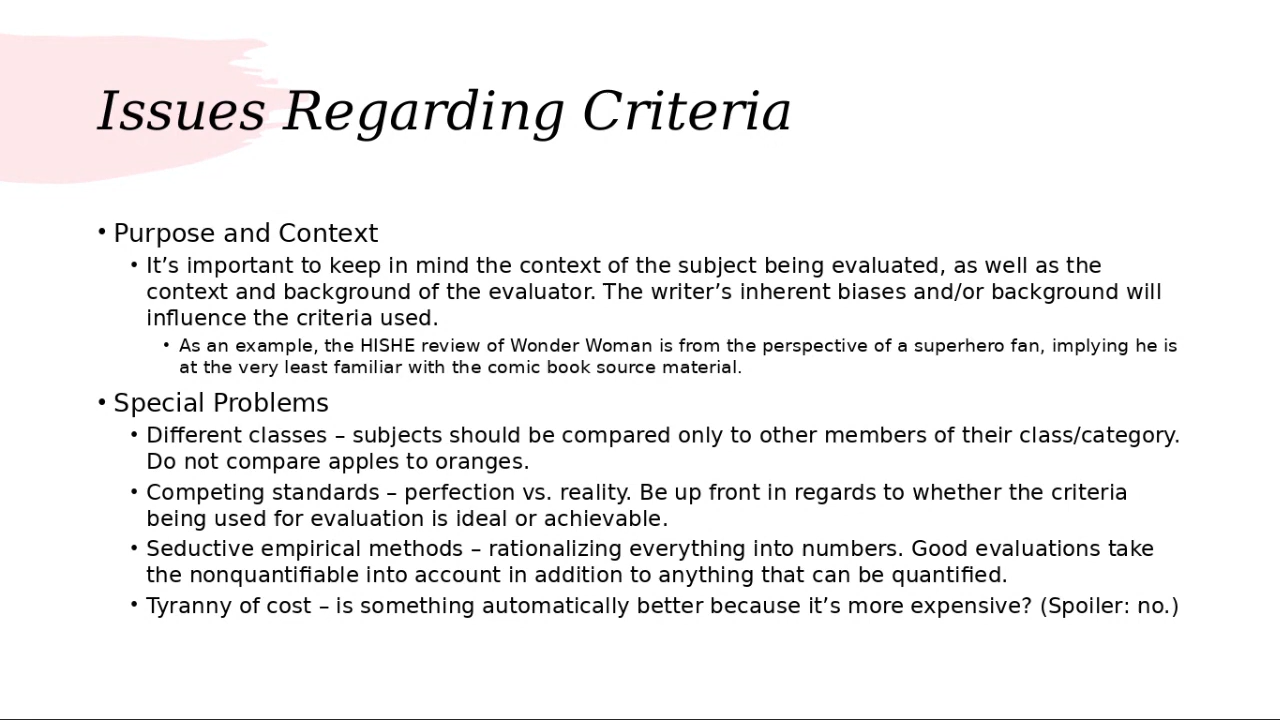 Issues Regarding Criteria
• Purpose and Context
• It’s important to keep in mind the context of the subject being evaluated, as well as the
context and background of the evaluator. The writer’s inherent biases and/or background will
influence the criteria used.
• As an example, the HISHE review of Wonder Woman is from the perspective of a superhero fan, implying he is
at the very least familiar with the comic book source material.
• Special Problems
• Different classes – subjects should be compared only to other members of their class/category.
Do not compare apples to oranges.
• Competing standards – perfection vs. reality. Be up front in regards to whether the criteria
being used for evaluation is ideal or achievable.
• Seductive empirical methods – rationalizing everything into numbers. Good evaluations take
the nonquantifiable into account in addition to anything that can be quantified.
• Tyranny of cost – is something automatically better because it’s more expensive? (Spoiler: no.)